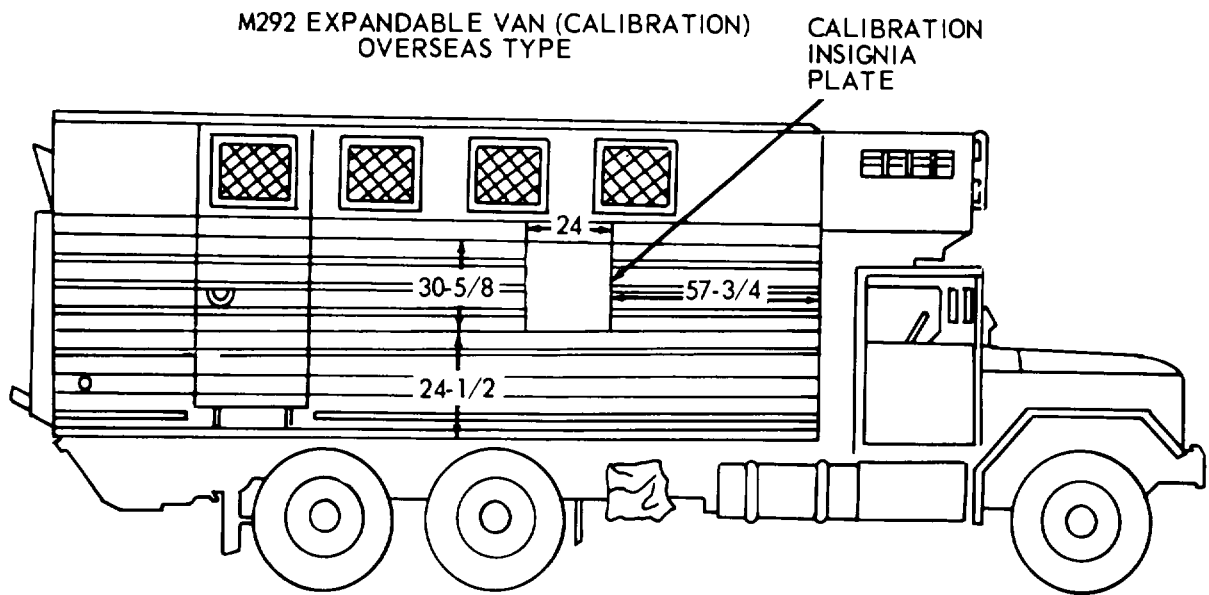 M292 EXPANDABLE VAN (CALIBRATION)
OVERSEAS TYPE
CALIBRATION
INSIGNIA
PLATE
24
30-5/8
57-3/4
24-1/2